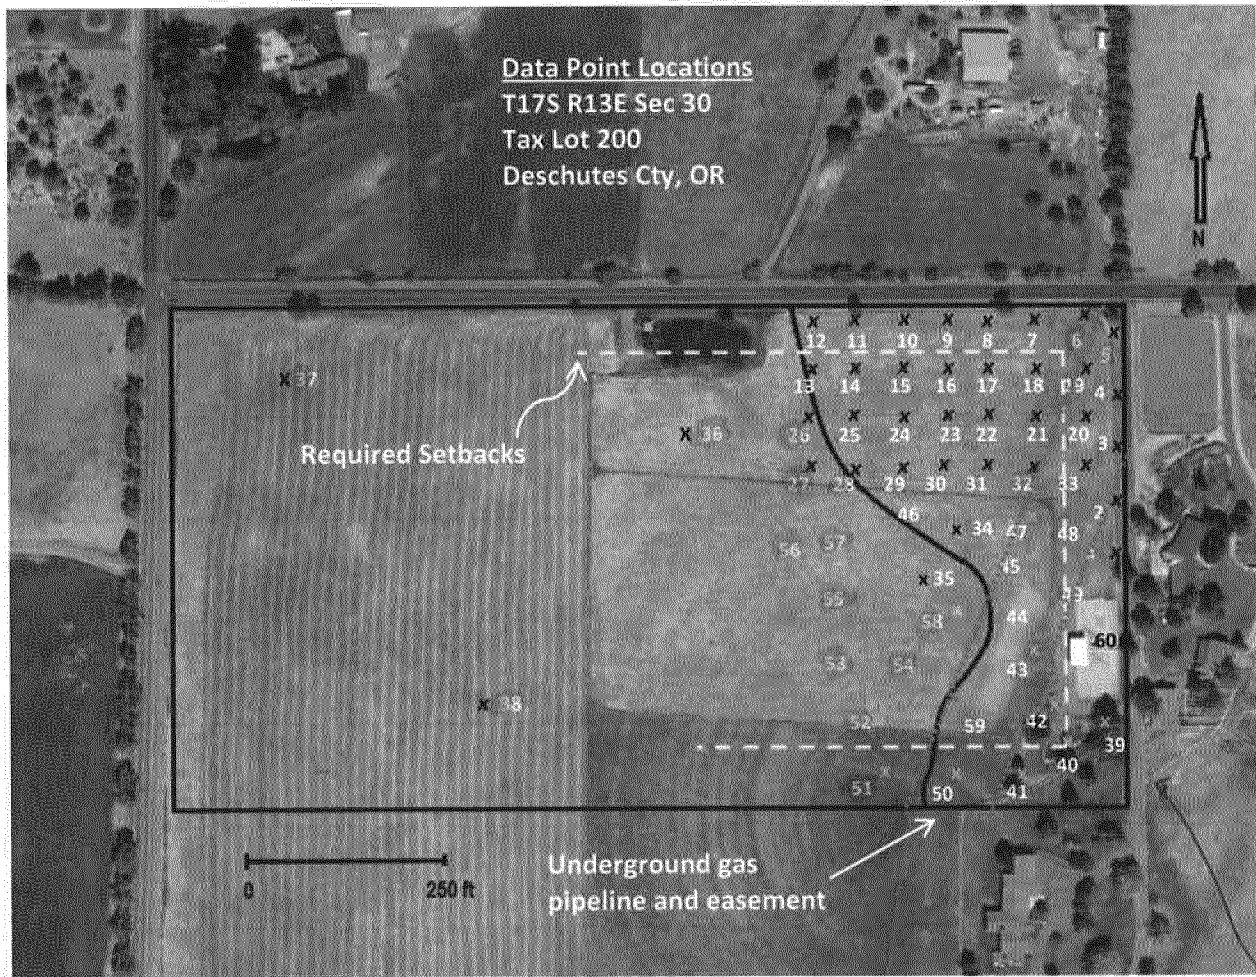 Data Point Locations
T17S R13E Sec 30
Tax Lot 200
Deschutes Cty, OR
N
12 11 10 9 8 7 6
5
37
13 14 15 16 17 18 19 4
36
26 25 24 23 22 21 20 3
Required Setbacks
27 28 29 30 31 32 33
46 2
34 47 48
56 57
45
35
55
58 44
60
53 54 43
52 59 42
38
39
40
51 50 41
0 250 ft
Underground gas
pipeline and easement